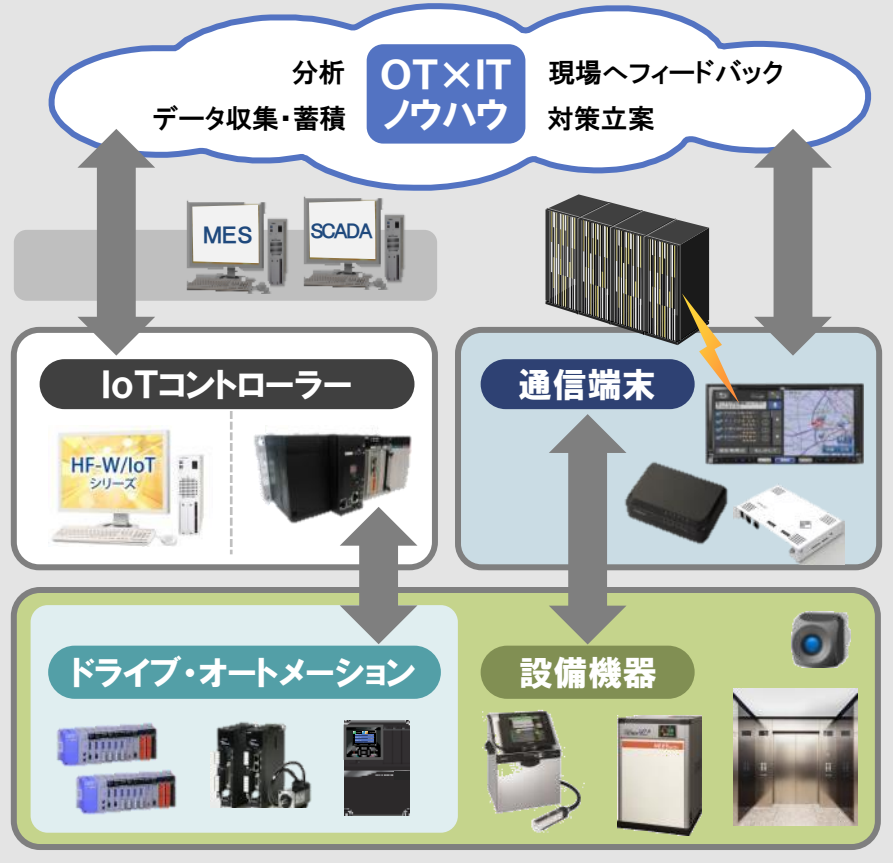 分析
データ収集・蓄積
OT×IT
ノウハウ
現場へフィードバック
対策立案
MES
SCADA
IoTコントローラー
HF-W/IoT
シリーズ
通信端末
ドライブ・オートメーション
設備機器